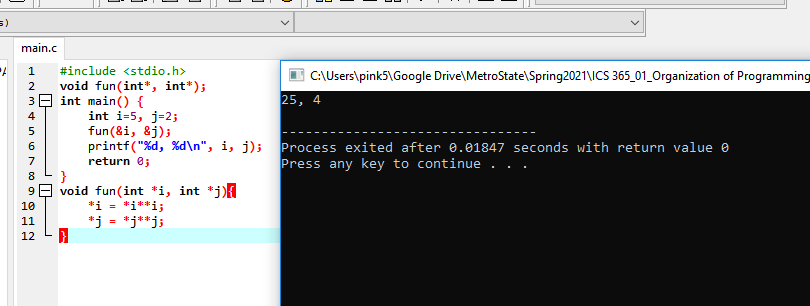 s)
main.c
1 #include <stdio.h>
2 void fun(int*, int*);
3 int main() {
4 int i=5, j=2;
5 fun(&i, &j);
6 printf("%d, %d\n", i, j);
7 return 0;
8 }
9 void fun(int *i, int *j){
10 *i = *i**i;
11 *j = *j**j;
12 }
C:\Users\pink5\Google Drive\MetroState\Spring2021\ICS 365_01_Organization of Programming
25, 4
--------------------------------
Process exited after 0.01847 seconds with return value 0
Press any key to continue . . .